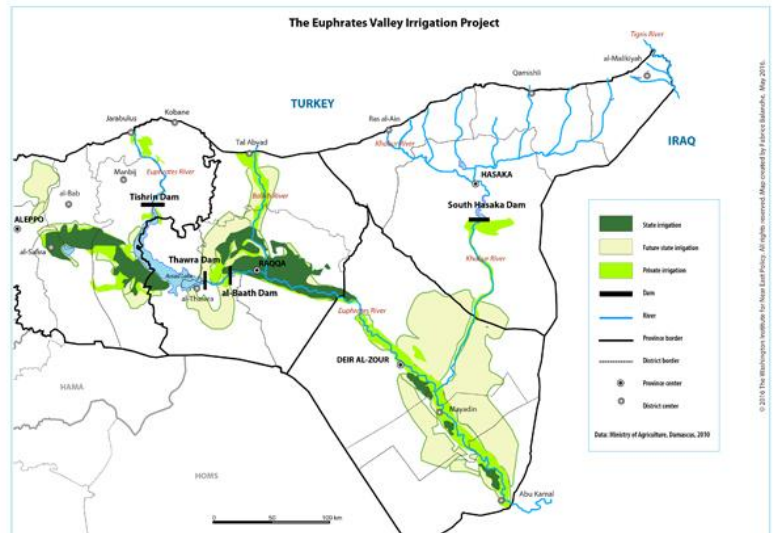 The Euphrates Valley Irrigation Project
Tigris River
al-Malikiyah
Qamishli
TURKEY
Kobane
Jarabulus
Ras al-Ain
Khabur River
Tal Abyad
IRAQ
Euphrates River
Manbij
HASAKA
al-Bab
Balikh River
Tishrin Dam
South Hasaka Dam
ALEPPO
State irrigation
al-Safira
Future state irrigation
Thawra Dam
RAQQA
Khabur River
Private irrigation
al-Thawra
al-Baath Dam
Dam
Euphrates River
River
Province border
DEIR AL-ZOUR
District border
HAMA
Province center
Mayadin
District center
Data: Ministry of Agriculture, Damascus, 2010
HOMS
Abu Kamal
0 50 100 km
© 2016 The Washington Institute for Near East Policy. All rights reserved. Map created by Fabrice Balanche, May 2016.